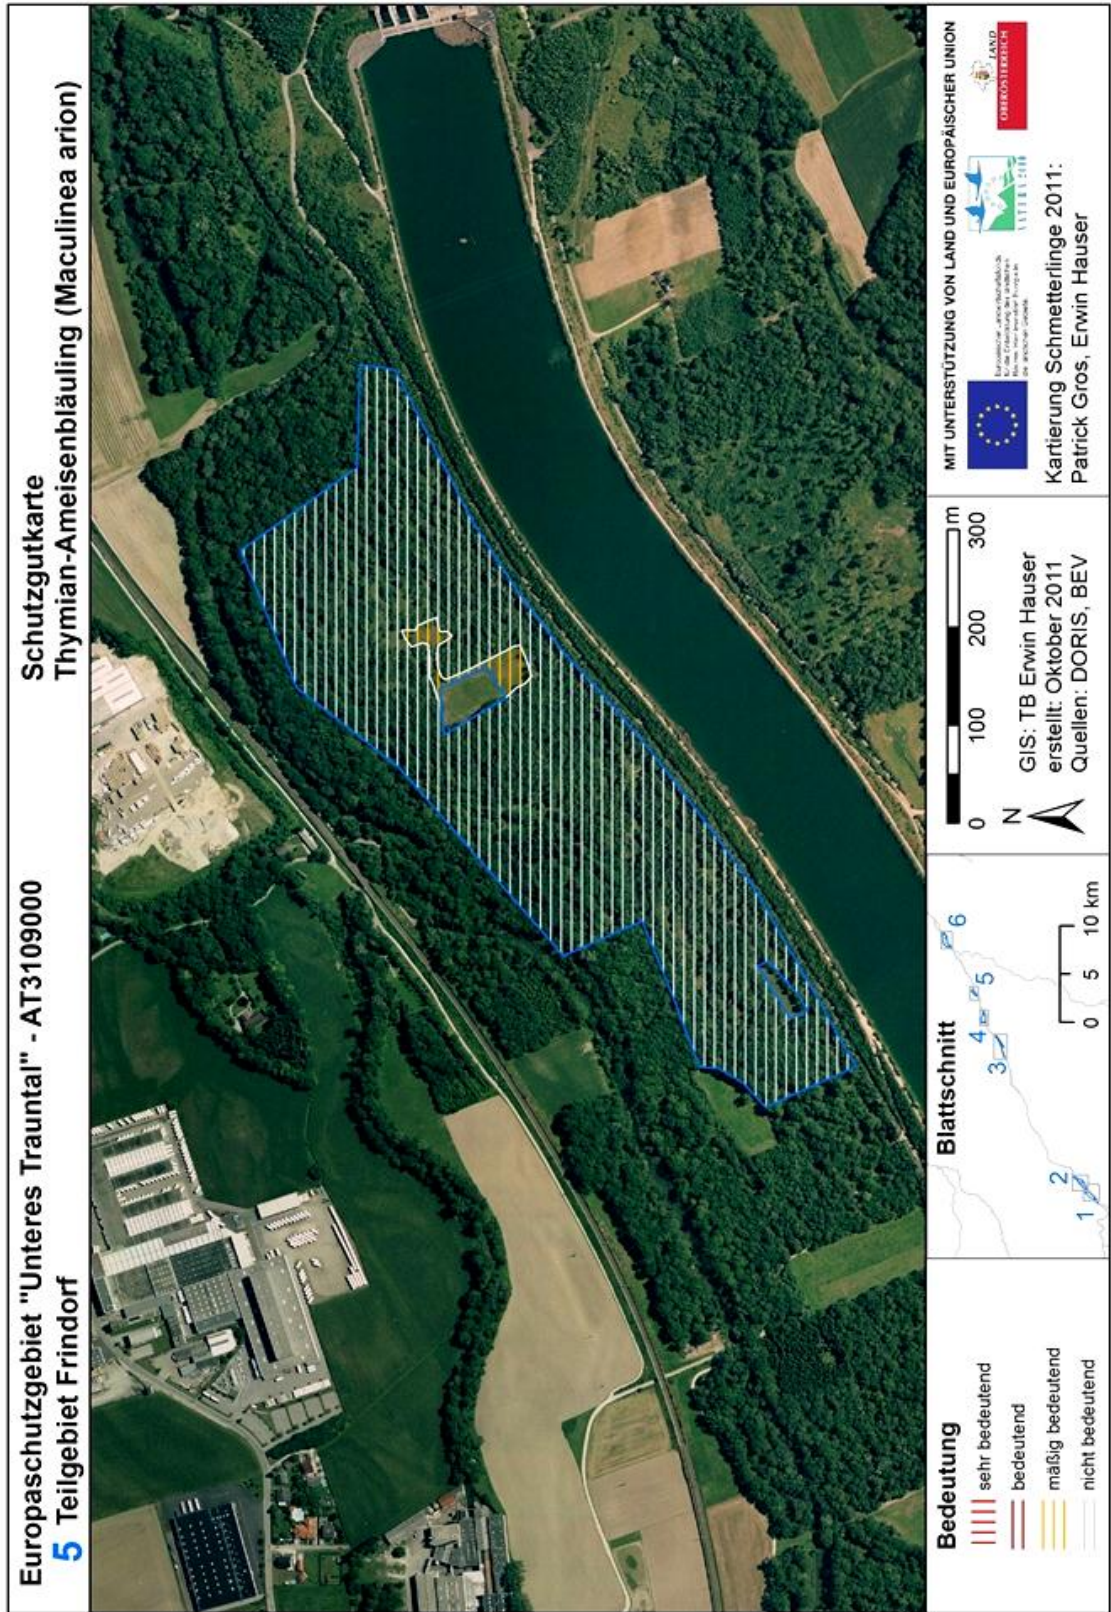 Europaschutzgebiet "Unteres Trauntal" - AT3109000
5 Teilgebiet Frindorf
Schutzgutkarte
Thymian-Ameisenbläuling (Maculinea arion)
Bedeutung
sehr bedeutend
bedeutend
mäßig bedeutend
nicht bedeutend
Blattschnitt
1
2
3
4
5
6
0 5 10 km
0 100 200 300 m
N
GIS: TB Erwin Hauser
erstellt: Oktober 2011
Quellen: DORIS, BEV
MIT UNTERSTÜTZUNG VON LAND UND EUROPÄISCHER UNION
NATURA 2000
LAND
OBERÖSTERREICH
Kartierung Schmetterlinge 2011:
Patrick Gros, Erwin Hauser